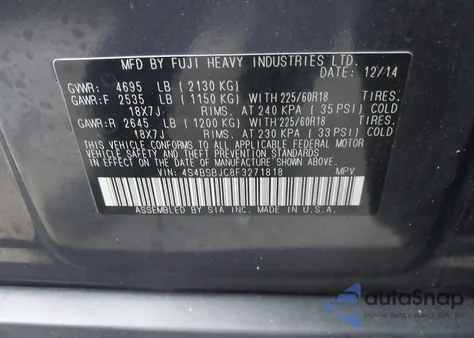 MFD BY FUJI HEAVY INDUSTRIES LTD.
DATE: 12/14
GVWR: 4695 LB (2130 KG)
GAWR:F 2535 LB (1150 KG) WITH 225/60R18 TIRES.
18X7J RIMS. AT 240 KPA (35 PSI) COLD
GAWR:R 2645 LB (1200 KG) WITH 225/60R18 TIRES.
18X7J RIMS. AT 230 KPA (33 PSI) COLD
THIS VEHICLE CONFORMS TO ALL APPLICABLE FEDERAL MOTOR
VEHICLE SAFETY AND THEFT PREVENTION STANDARDS
IN EFFECT ON THE DATE OF MANUFACTURE SHOWN ABOVE.
VIN: 4S4BSBJC8F3271818 MPV
ASSEMBLED BY SIA INC. MADE IN U.S.A.
autoSnap